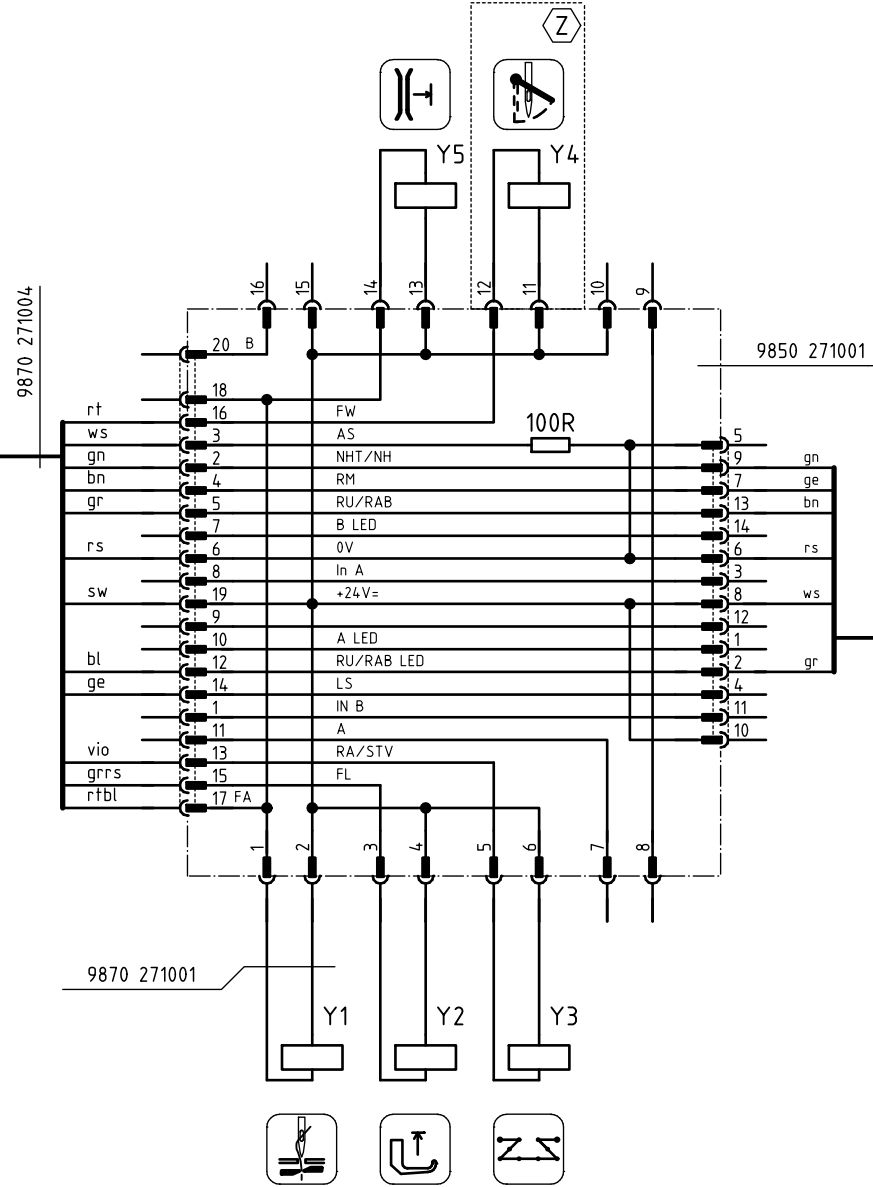 Z
Y5 Y4
16 15 14 13 12 11 10 9
9870 271004
20 B
9850 271001
18
rt 16 FW
100R
ws 3 AS 5
gn 2 NHT/NH 9 gn
bn 4 RM 7 ge
gr 5 RU/RAB 13 bn
7 B LED 14
rs 6 0V 6 rs
8 In A 3
sw 19 +24V= 8 ws
9 12
10 A LED 1
bl 12 RU/RAB LED 2 gr
ge 14 LS 4
1 IN B 11
11 A 10
vio 13 RA/STV
grrs 15 FL
rtbl 17 FA
1 2 3 4 5 6 7 8
9870 271001
Y1 Y2 Y3